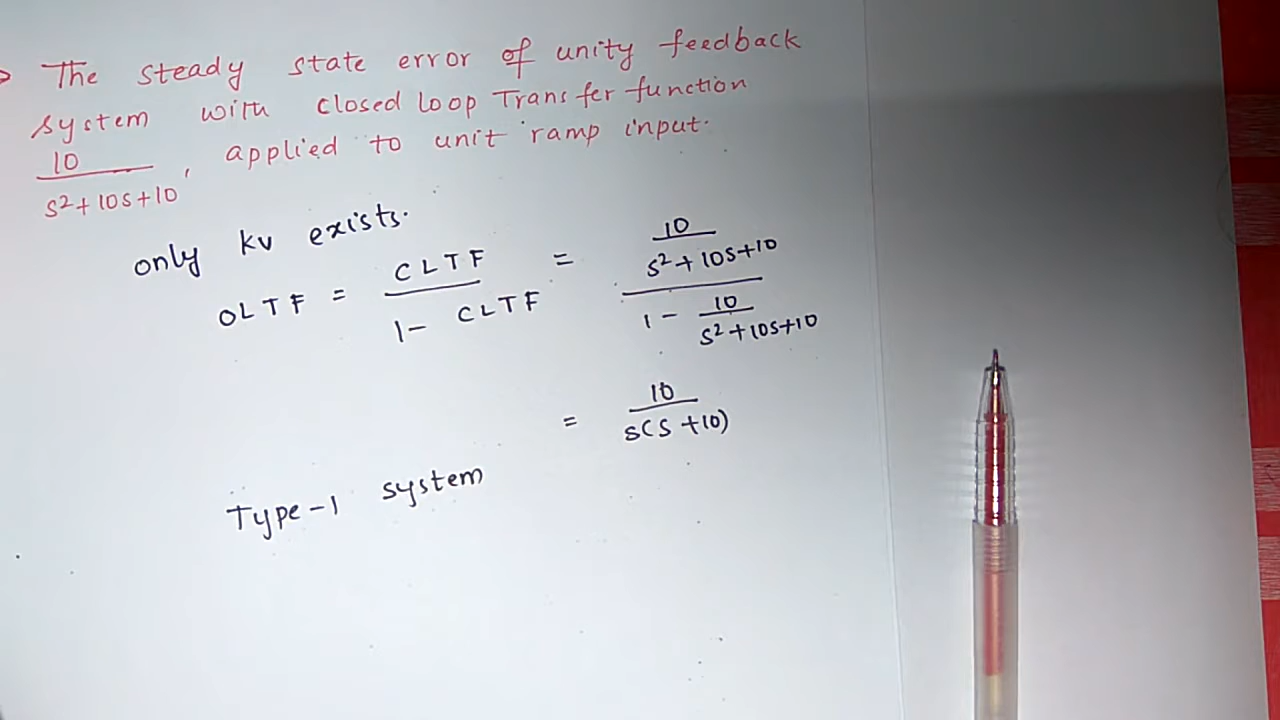 The steady state error of unity feedback
system with closed loop Transfer function
10
s²+10s+10 , applied to unit ramp input.
only kv exists.
OLTF = CLTF / 1- CLTF = 10 / s²+10s+10 / 1- 10 / s²+10s+10
= 10 / s(s+10)
Type-1 system